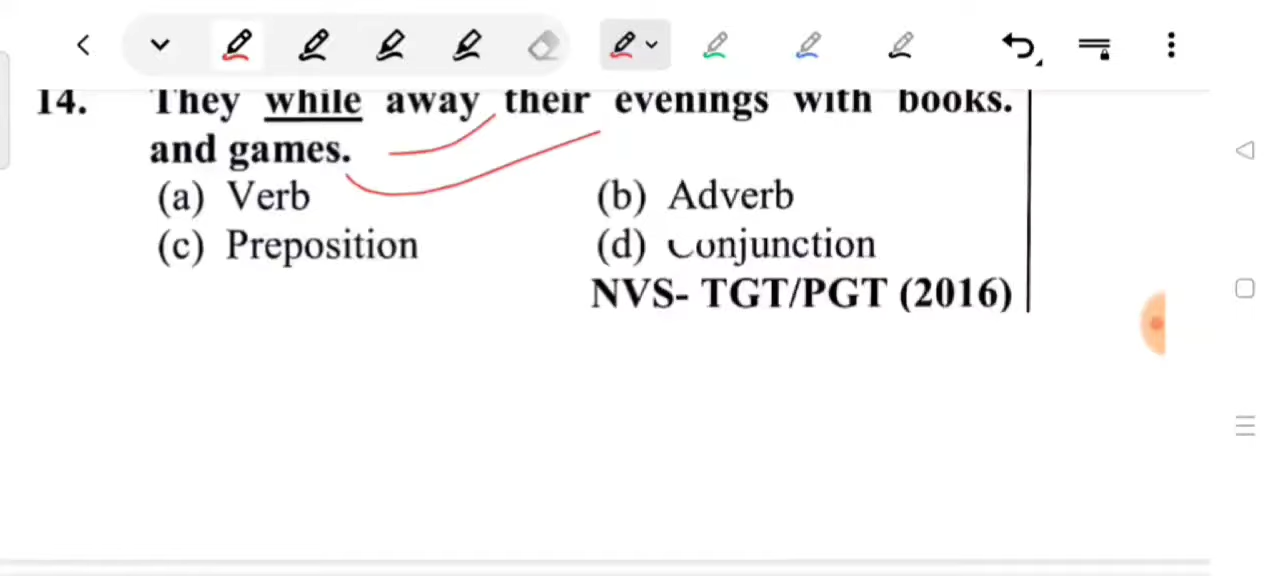 14. They while away their evenings with books.
and games.
(a) Verb (b) Adverb
(c) Preposition (d) Conjunction
NVS- TGT/PGT (2016)